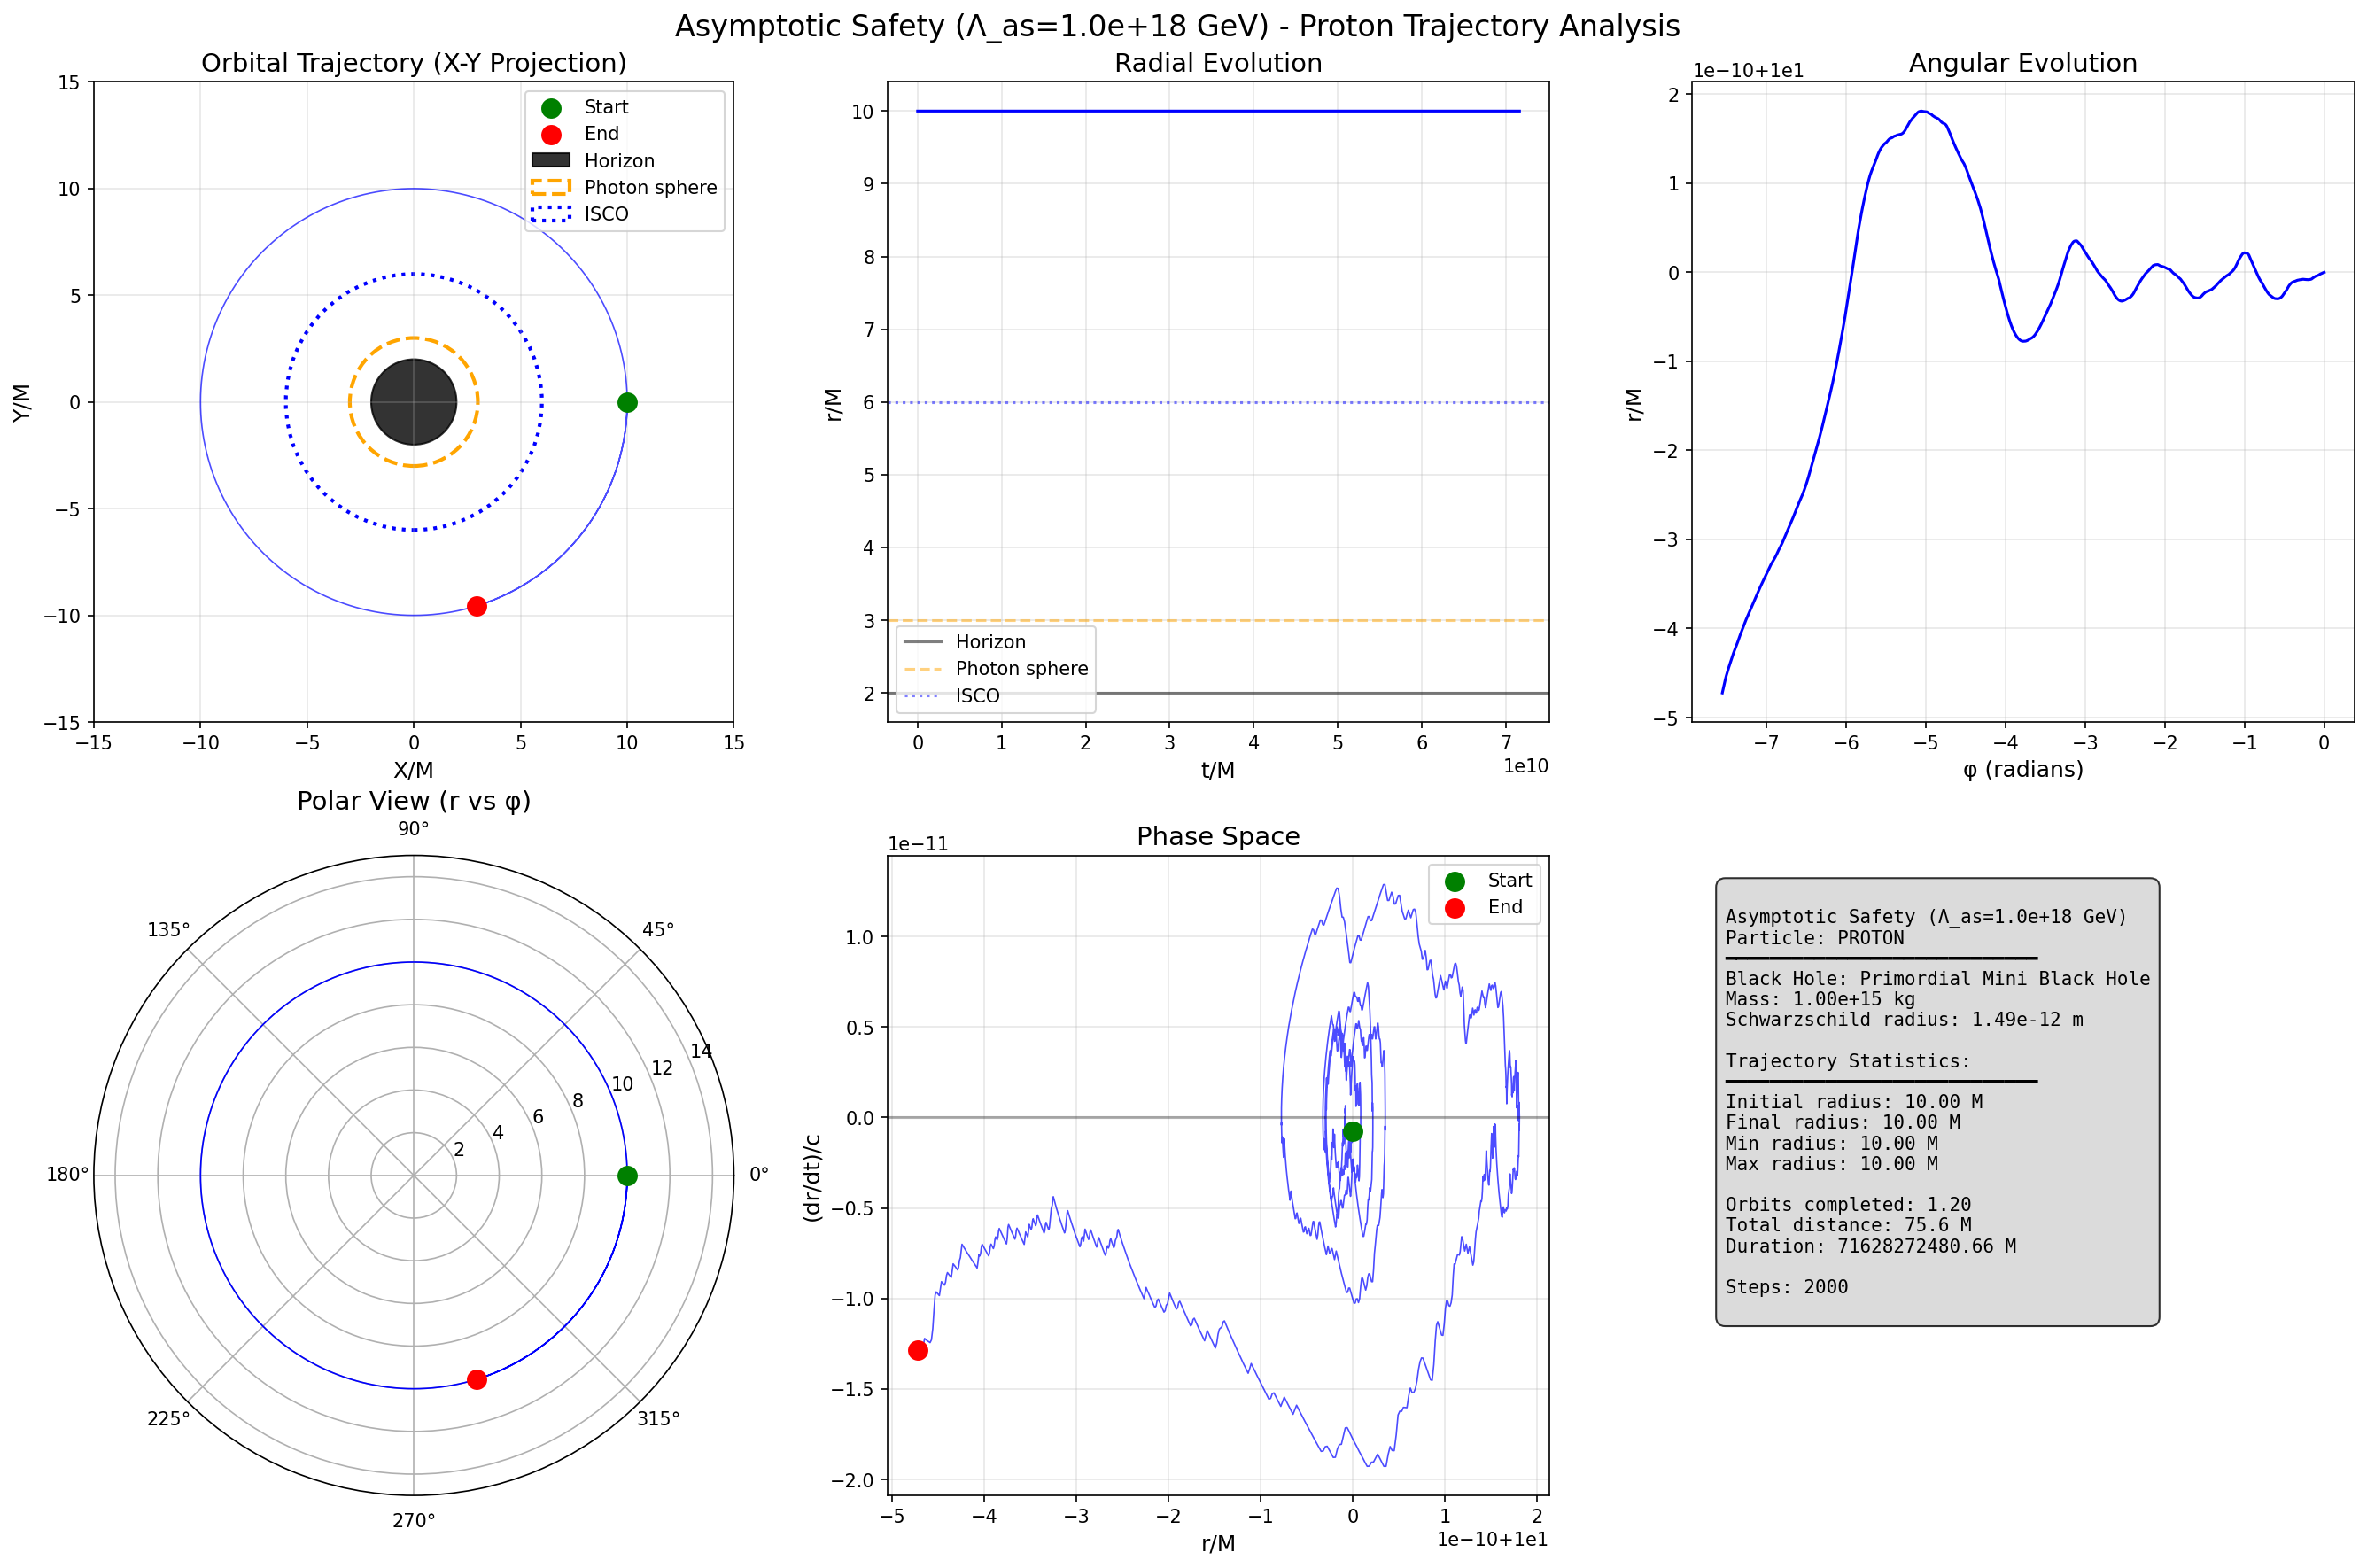 Asymptotic Safety (Λ_as=1.0e+18 GeV) - Proton Trajectory Analysis
Orbital Trajectory (X-Y Projection)
15
10
5
0
−5
−10
−15
Y/M
−15 −10 −5 0 5 10 15
X/M
Start
End
Horizon
Photon sphere
ISCO
Radial Evolution
10
9
8
7
6
5
4
3
2
r/M
0 1 2 3 4 5 6 7
1e10
t/M
Horizon
Photon sphere
ISCO
Angular Evolution
1e−10+1e1
2
1
0
−1
−2
−3
−4
−5
r/M
−7 −6 −5 −4 −3 −2 −1 0
φ (radians)
Polar View (r vs φ)
90°
135° 45°
180° 0°
225° 315°
270°
2
4
6
8
10
12
14
Phase Space
1e−11
1.0
0.5
0.0
−0.5
−1.0
−1.5
−2.0
(dr/dt)/c
−5 −4 −3 −2 −1 0 1 2
1e−10+1e1
r/M
Start
End
Asymptotic Safety (Λ_as=1.0e+18 GeV)
Particle: PROTON
Black Hole: Primordial Mini Black Hole
Mass: 1.00e+15 kg
Schwarzschild radius: 1.49e-12 m
Trajectory Statistics:
Initial radius: 10.00 M
Final radius: 10.00 M
Min radius: 10.00 M
Max radius: 10.00 M
Orbits completed: 1.20
Total distance: 75.6 M
Duration: 71628272480.66 M
Steps: 2000